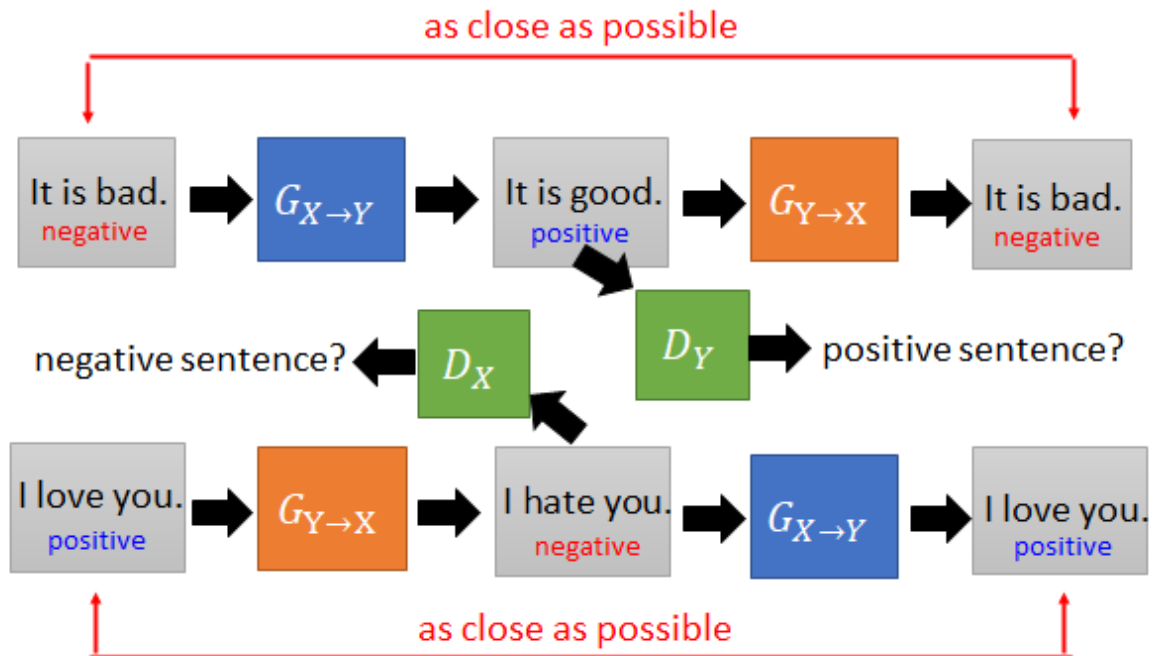 as close as possible
It is bad.
negative
G_{X→Y}
It is good.
positive
G_{Y→X}
It is bad.
negative
negative sentence?
D_X
D_Y
positive sentence?
I love you.
positive
G_{Y→X}
I hate you.
negative
G_{X→Y}
I love you.
positive
as close as possible